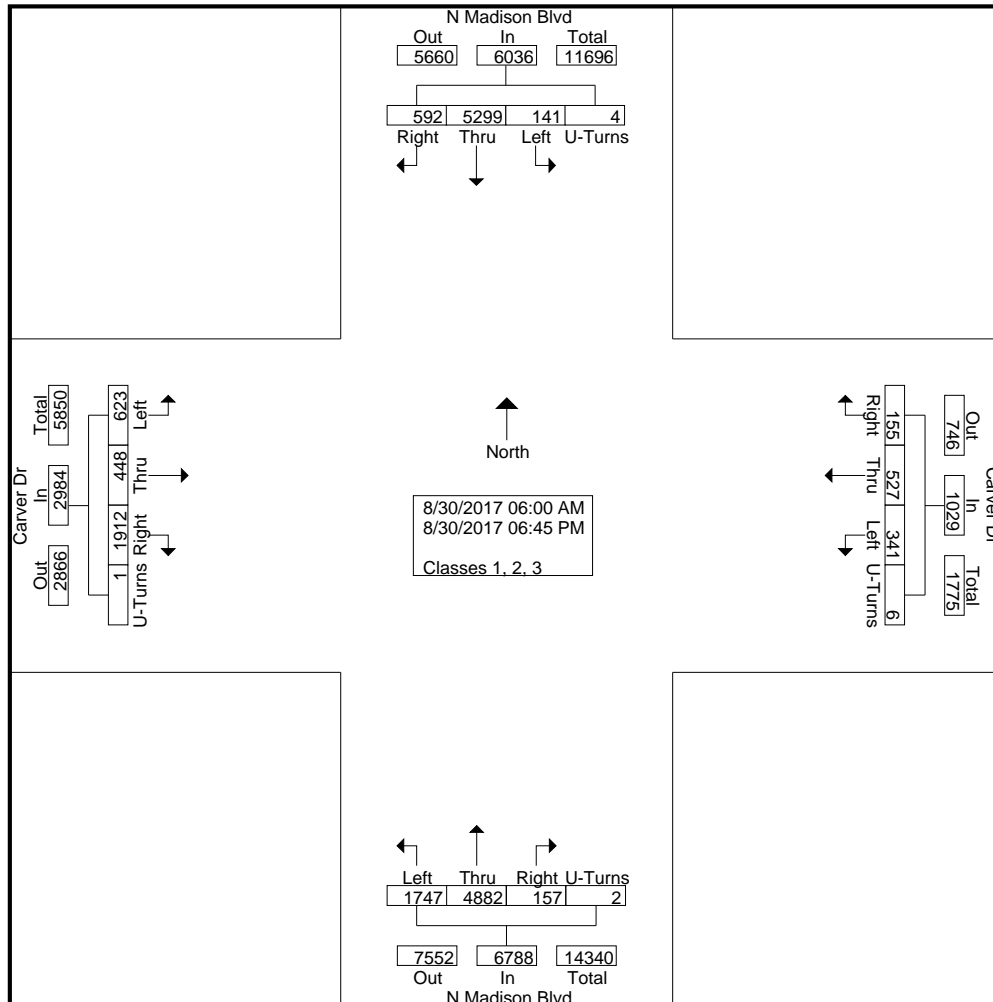 N Madison Blvd
Out In Total
5660 6036 11696
592 5299 141 4
Right Thru Left U-Turns
Carver Dr
Total In Out
5850 2984 2866
623 448 1912 1
Left Thru Right U-Turns
North
8/30/2017 06:00 AM
8/30/2017 06:45 PM
Classes 1, 2, 3
Right Thru Left U-Turns
155 527 341 6
Out In Total
746 1029 1775
Carver Dr
Left Thru Right U-Turns
1747 4882 157 2
7552 6788 14340
Out In Total
N Madison Blvd